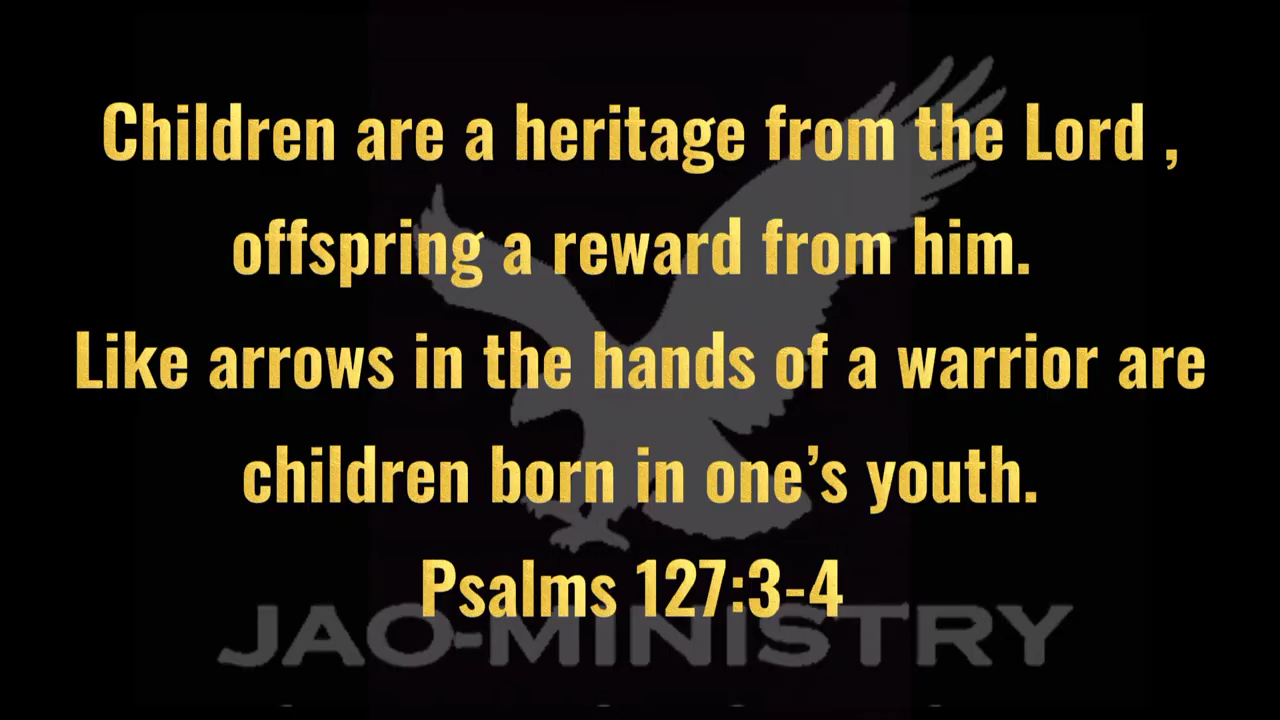 Children are a heritage from the Lord ,
offspring a reward from him.
Like arrows in the hands of a warrior are
children born in one’s youth.
Psalms 127:3-4
JAO-MINISTRY